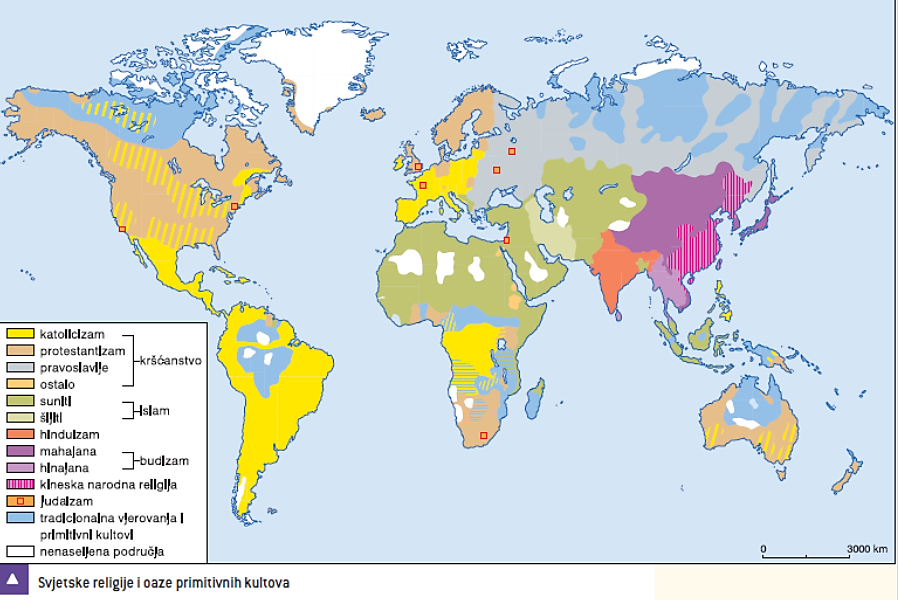 katolicizam
protestantizam
kršćanstvo
pravoslavlje
ostalo
suniti
islam
šijiti
hinduizam
mahajana
budizam
hinajana
kineska narodna religija
judaizam
tradicionalna vjerovanja i
primitivni kultovi
nenaseljena područja
0 3000 km
Svjetske religije i oaze primitivnih kultova